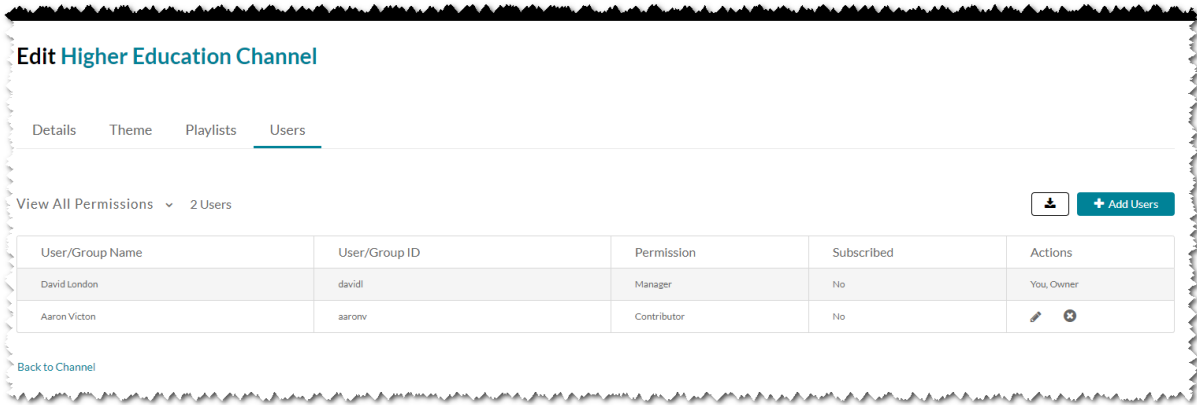 Edit Higher Education Channel
Details Theme Playlists Users
View All Permissions 2 Users Add Users
User/Group Name User/Group ID Permission Subscribed Actions
David London davidl Manager No You, Owner
Aaron Victon aaronv Contributor No
Back to Channel